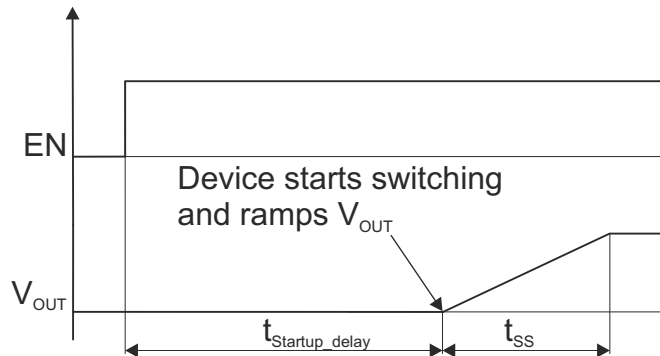 EN
Device starts switching
and ramps VOUT
VOUT
tStartup_delay
tSS